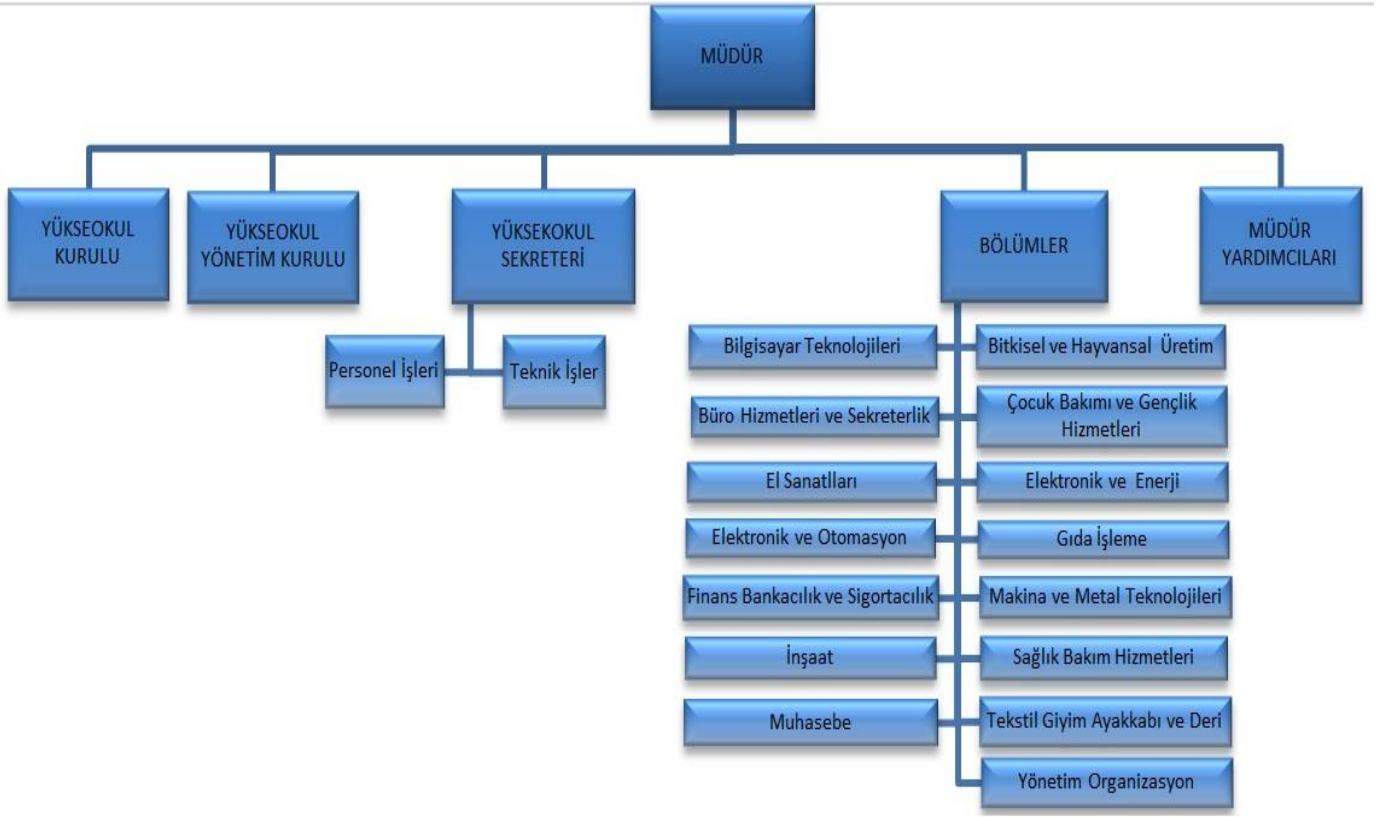 MÜDÜR
YÜKSEOKUL
KURULU
YÜKSEOKUL
YÖNETİM KURULU
YÜKSEKOKUL
SEKRETERİ
BÖLÜMLER
MÜDÜR
YARDIMCILARI
Personel İşleri
Teknik İşler
Bilgisayar Teknolojileri
Bitkisel ve Hayvansal Üretim
Büro Hizmetleri ve Sekreterlik
Çocuk Bakımı ve Gençlik
Hizmetleri
El Sanatlları
Elektronik ve Enerji
Elektronik ve Otomasyon
Gıda İşleme
Finans Bankacılık ve Sigortacılık
Makina ve Metal Teknolojileri
İnşaat
Sağlık Bakım Hizmetleri
Muhasebe
Tekstil Giyim Ayakkabı ve Deri
Yönetim Organizasyon